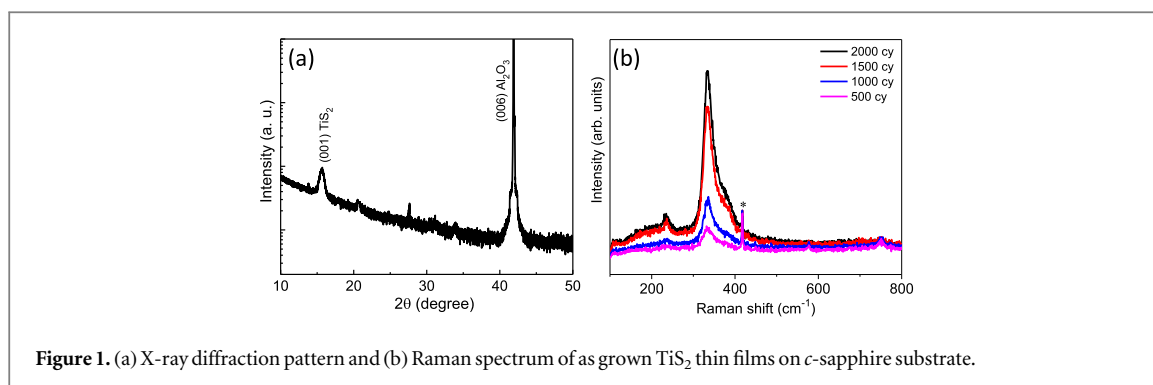 (a)
(001) TiS₂
(006) Al₂O₃
Intensity (a. u.)
10 20 30 40 50
2θ (degree)
(b)
2000 cy
1500 cy
1000 cy
500 cy
*
Intensity (arb. units)
200 400 600 800
Raman shift (cm⁻¹)
Figure 1. (a) X-ray diffraction pattern and (b) Raman spectrum of as grown TiS₂ thin films on c-sapphire substrate.